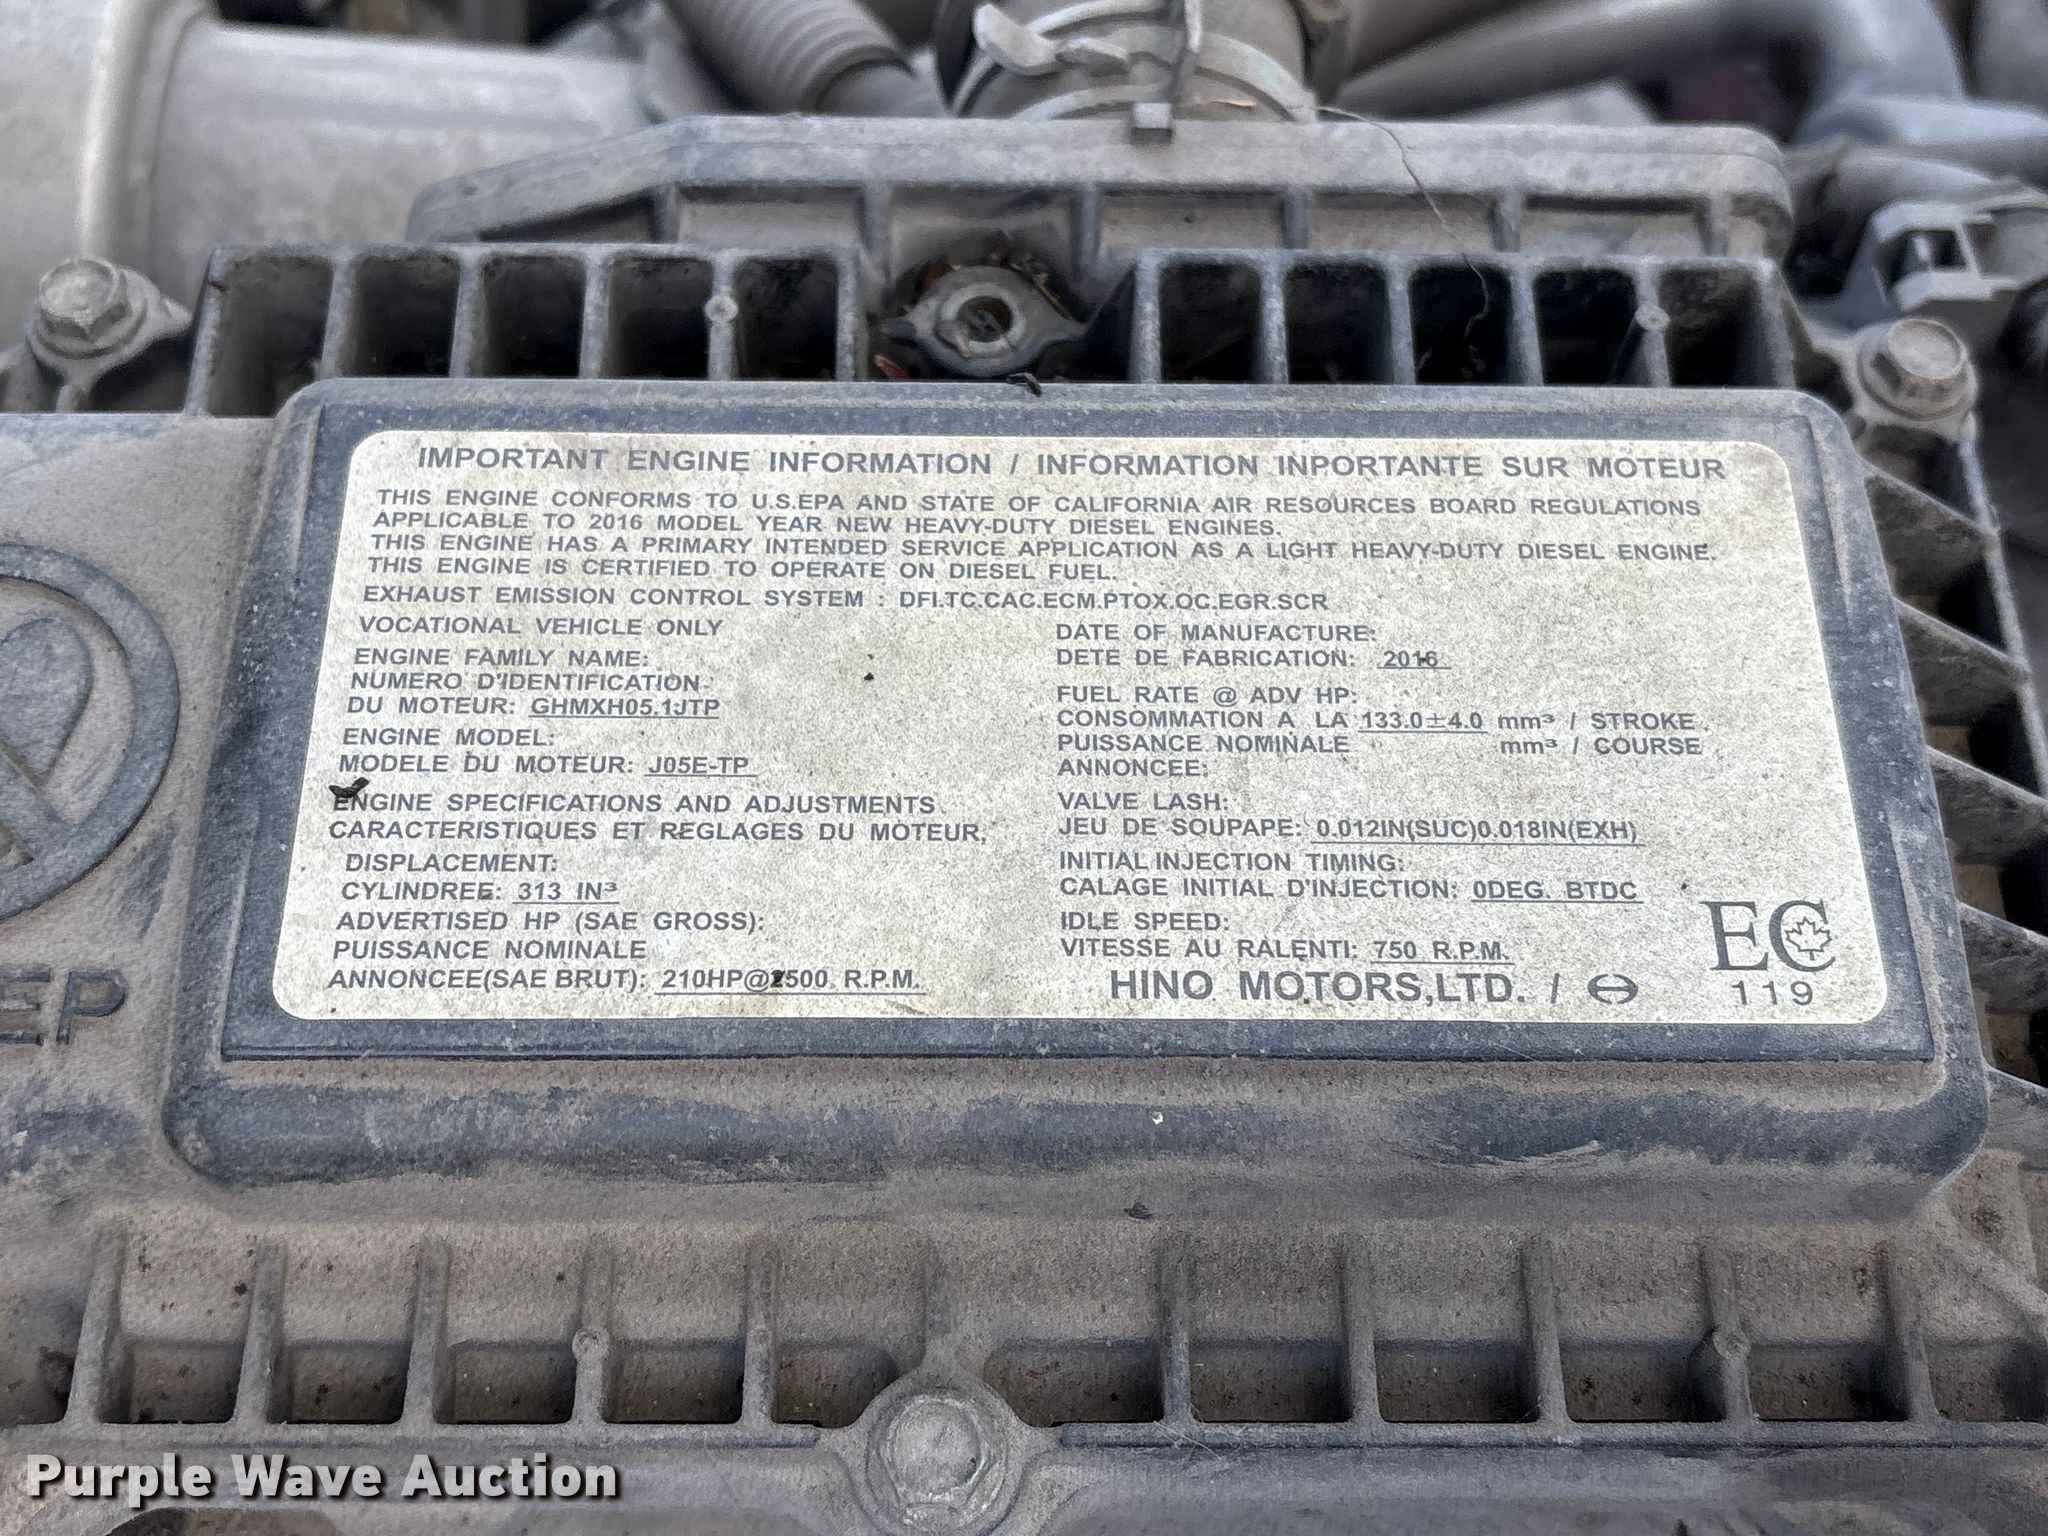 IMPORTANT ENGINE INFORMATION / INFORMATION INPORTANTE SUR MOTEUR
THIS ENGINE CONFORMS TO U.S.EPA AND STATE OF CALIFORNIA AIR RESOURCES BOARD REGULATIONS
APPLICABLE TO 2016 MODEL YEAR NEW HEAVY-DUTY DIESEL ENGINES.
THIS ENGINE HAS A PRIMARY INTENDED SERVICE APPLICATION AS A LIGHT HEAVY-DUTY DIESEL ENGINE.
THIS ENGINE IS CERTIFIED TO OPERATE ON DIESEL FUEL.
EXHAUST EMISSION CONTROL SYSTEM : DFI.TC.CAC.ECM.PTOX.OC.EGR.SCR
VOCATIONAL VEHICLE ONLY
ENGINE FAMILY NAME:
NUMERO D'IDENTIFICATION
DU MOTEUR: GHMXH05.1JTP
ENGINE MODEL:
MODELE DU MOTEUR: J05E-TP
ENGINE SPECIFICATIONS AND ADJUSTMENTS
CARACTERISTIQUES ET REGLAGES DU MOTEUR,
DISPLACEMENT:
CYLINDREE: 313 IN³
ADVERTISED HP (SAE GROSS):
PUISSANCE NOMINALE
ANNONCEE(SAE BRUT): 210HP@2500 R.P.M.
DATE OF MANUFACTURE:
DETE DE FABRICATION: 2016
FUEL RATE @ ADV HP:
CONSOMMATION A LA 133.0±4.0 mm³ / STROKE
PUISSANCE NOMINALE mm³ / COURSE
ANNONCEE:
VALVE LASH:
JEU DE SOUPAPE: 0.012IN(SUC)0.018IN(EXH)
INITIAL INJECTION TIMING:
CALAGE INITIAL D'INJECTION: 0DEG. BTDC
IDLE SPEED:
VITESSE AU RALENTI: 750 R.P.M.
HINO MOTORS,LTD. /
EC
119
EP
Purple Wave Auction